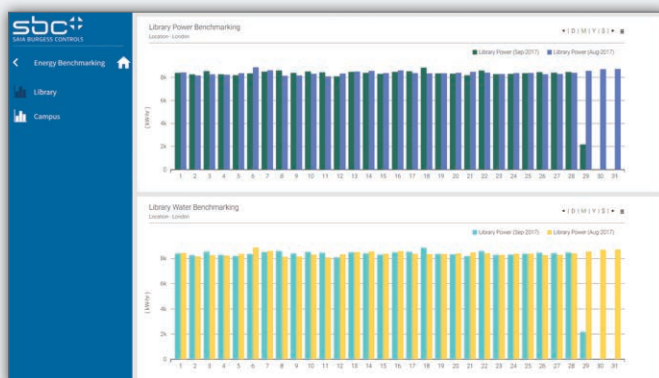 sbc
SAIA BURGESS CONTROLS
Energy Benchmarking
Library
Campus
Library Power Benchmarking
Location- London
| D | M | Y | S |
Library Power (Sep 2017) Library Power (Aug 2017)
8k
6k
4k
2k
0
1 2 3 4 5 6 7 8 9 10 11 12 13 14 15 16 17 18 19 20 21 22 23 24 25 26 27 28 29 30 31
Library Water Benchmarking
Location- London
| D | M | Y | S |
Library Power (Sep 2017) Library Power (Aug 2017)
8k
6k
4k
2k
0
1 2 3 4 5 6 7 8 9 10 11 12 13 14 15 16 17 18 19 20 21 22 23 24 25 26 27 28 29 30 31